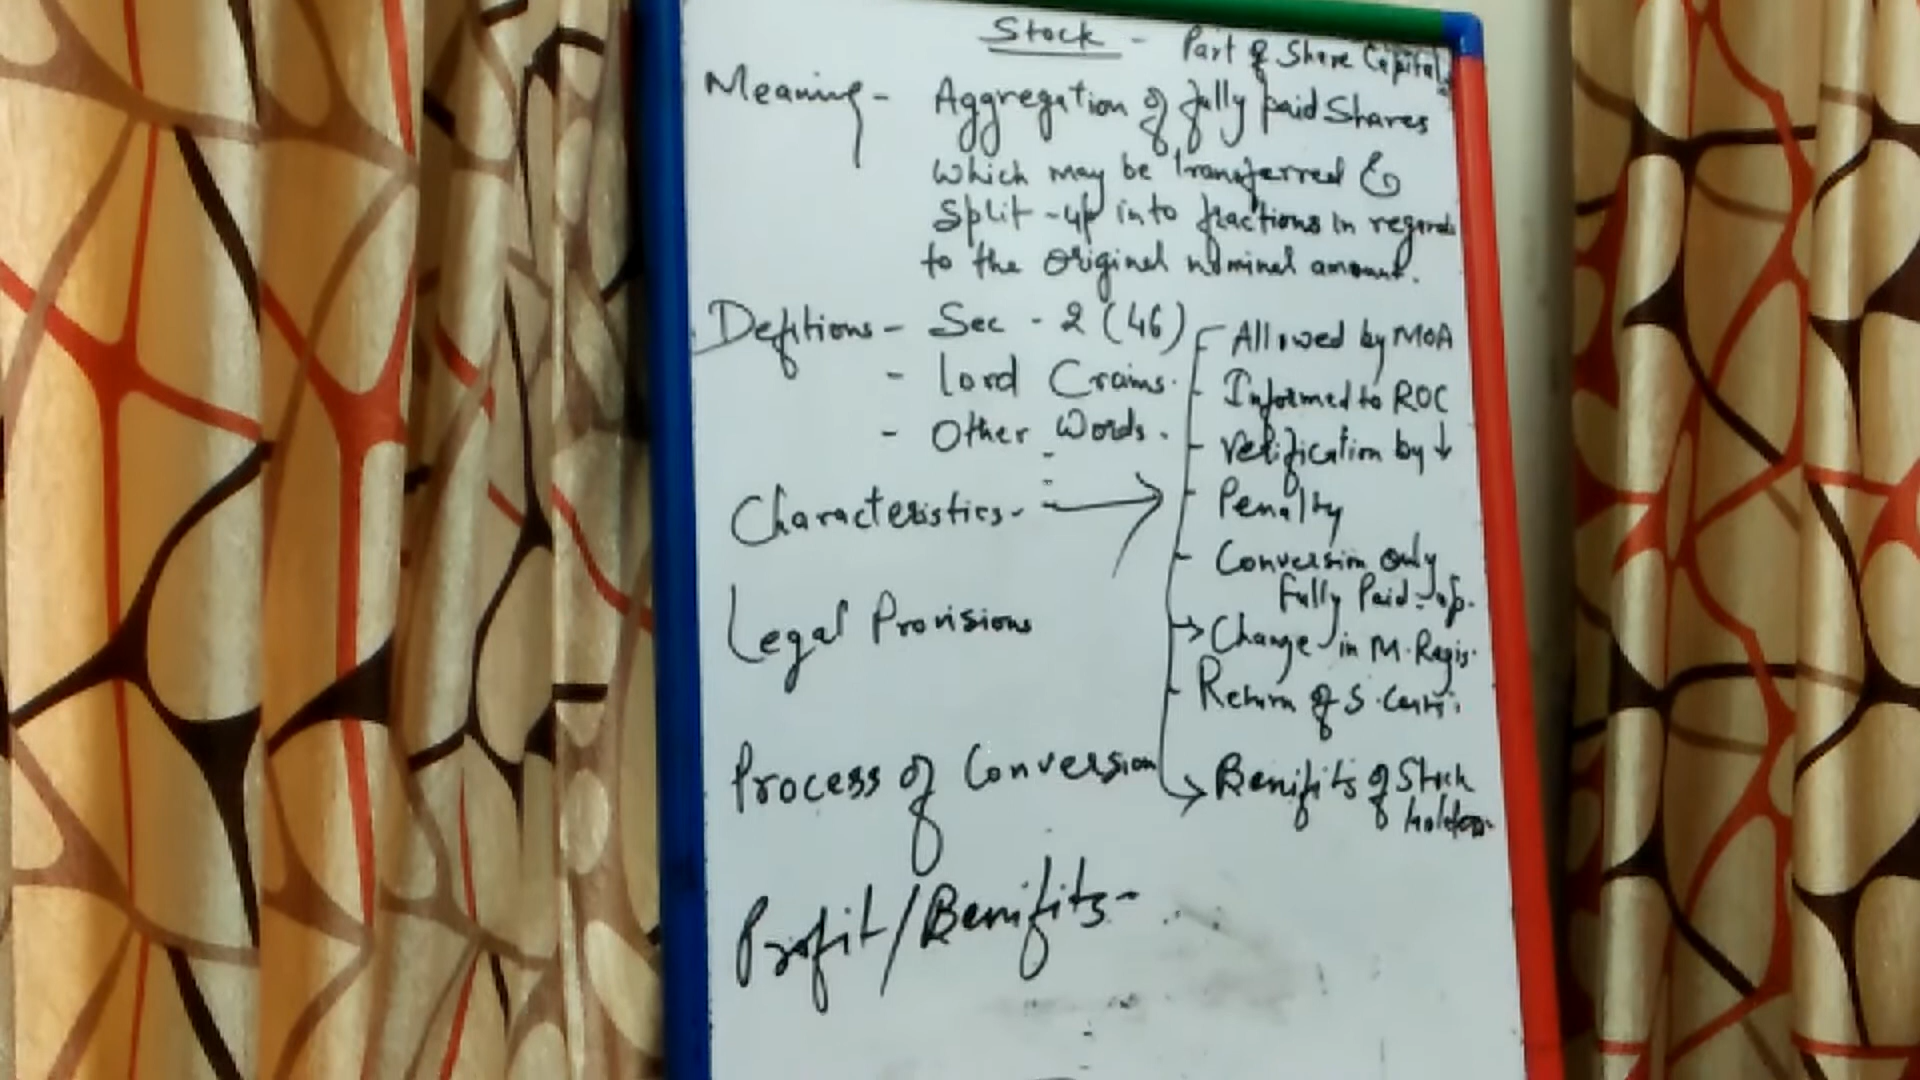 Stock - Part of Share Capital.
Meaning - Aggregation of fully paid Shares
which may be transferred &
Split-up into fractions in regards
to the original nominal amount.
Defitions - Sec - 2 (46)
- Lord Crains.
- Other Words.
Characteristics.
Legal Provisions
Process of Conversion
Profit/Benifits-
Allowed by MOA
Informed to ROC
Verification by ↓
Penalty
Conversion only
Fully Paid-up.
Change in M.Regis.
Return of S. Certi.
Benifits of Stock
holders.